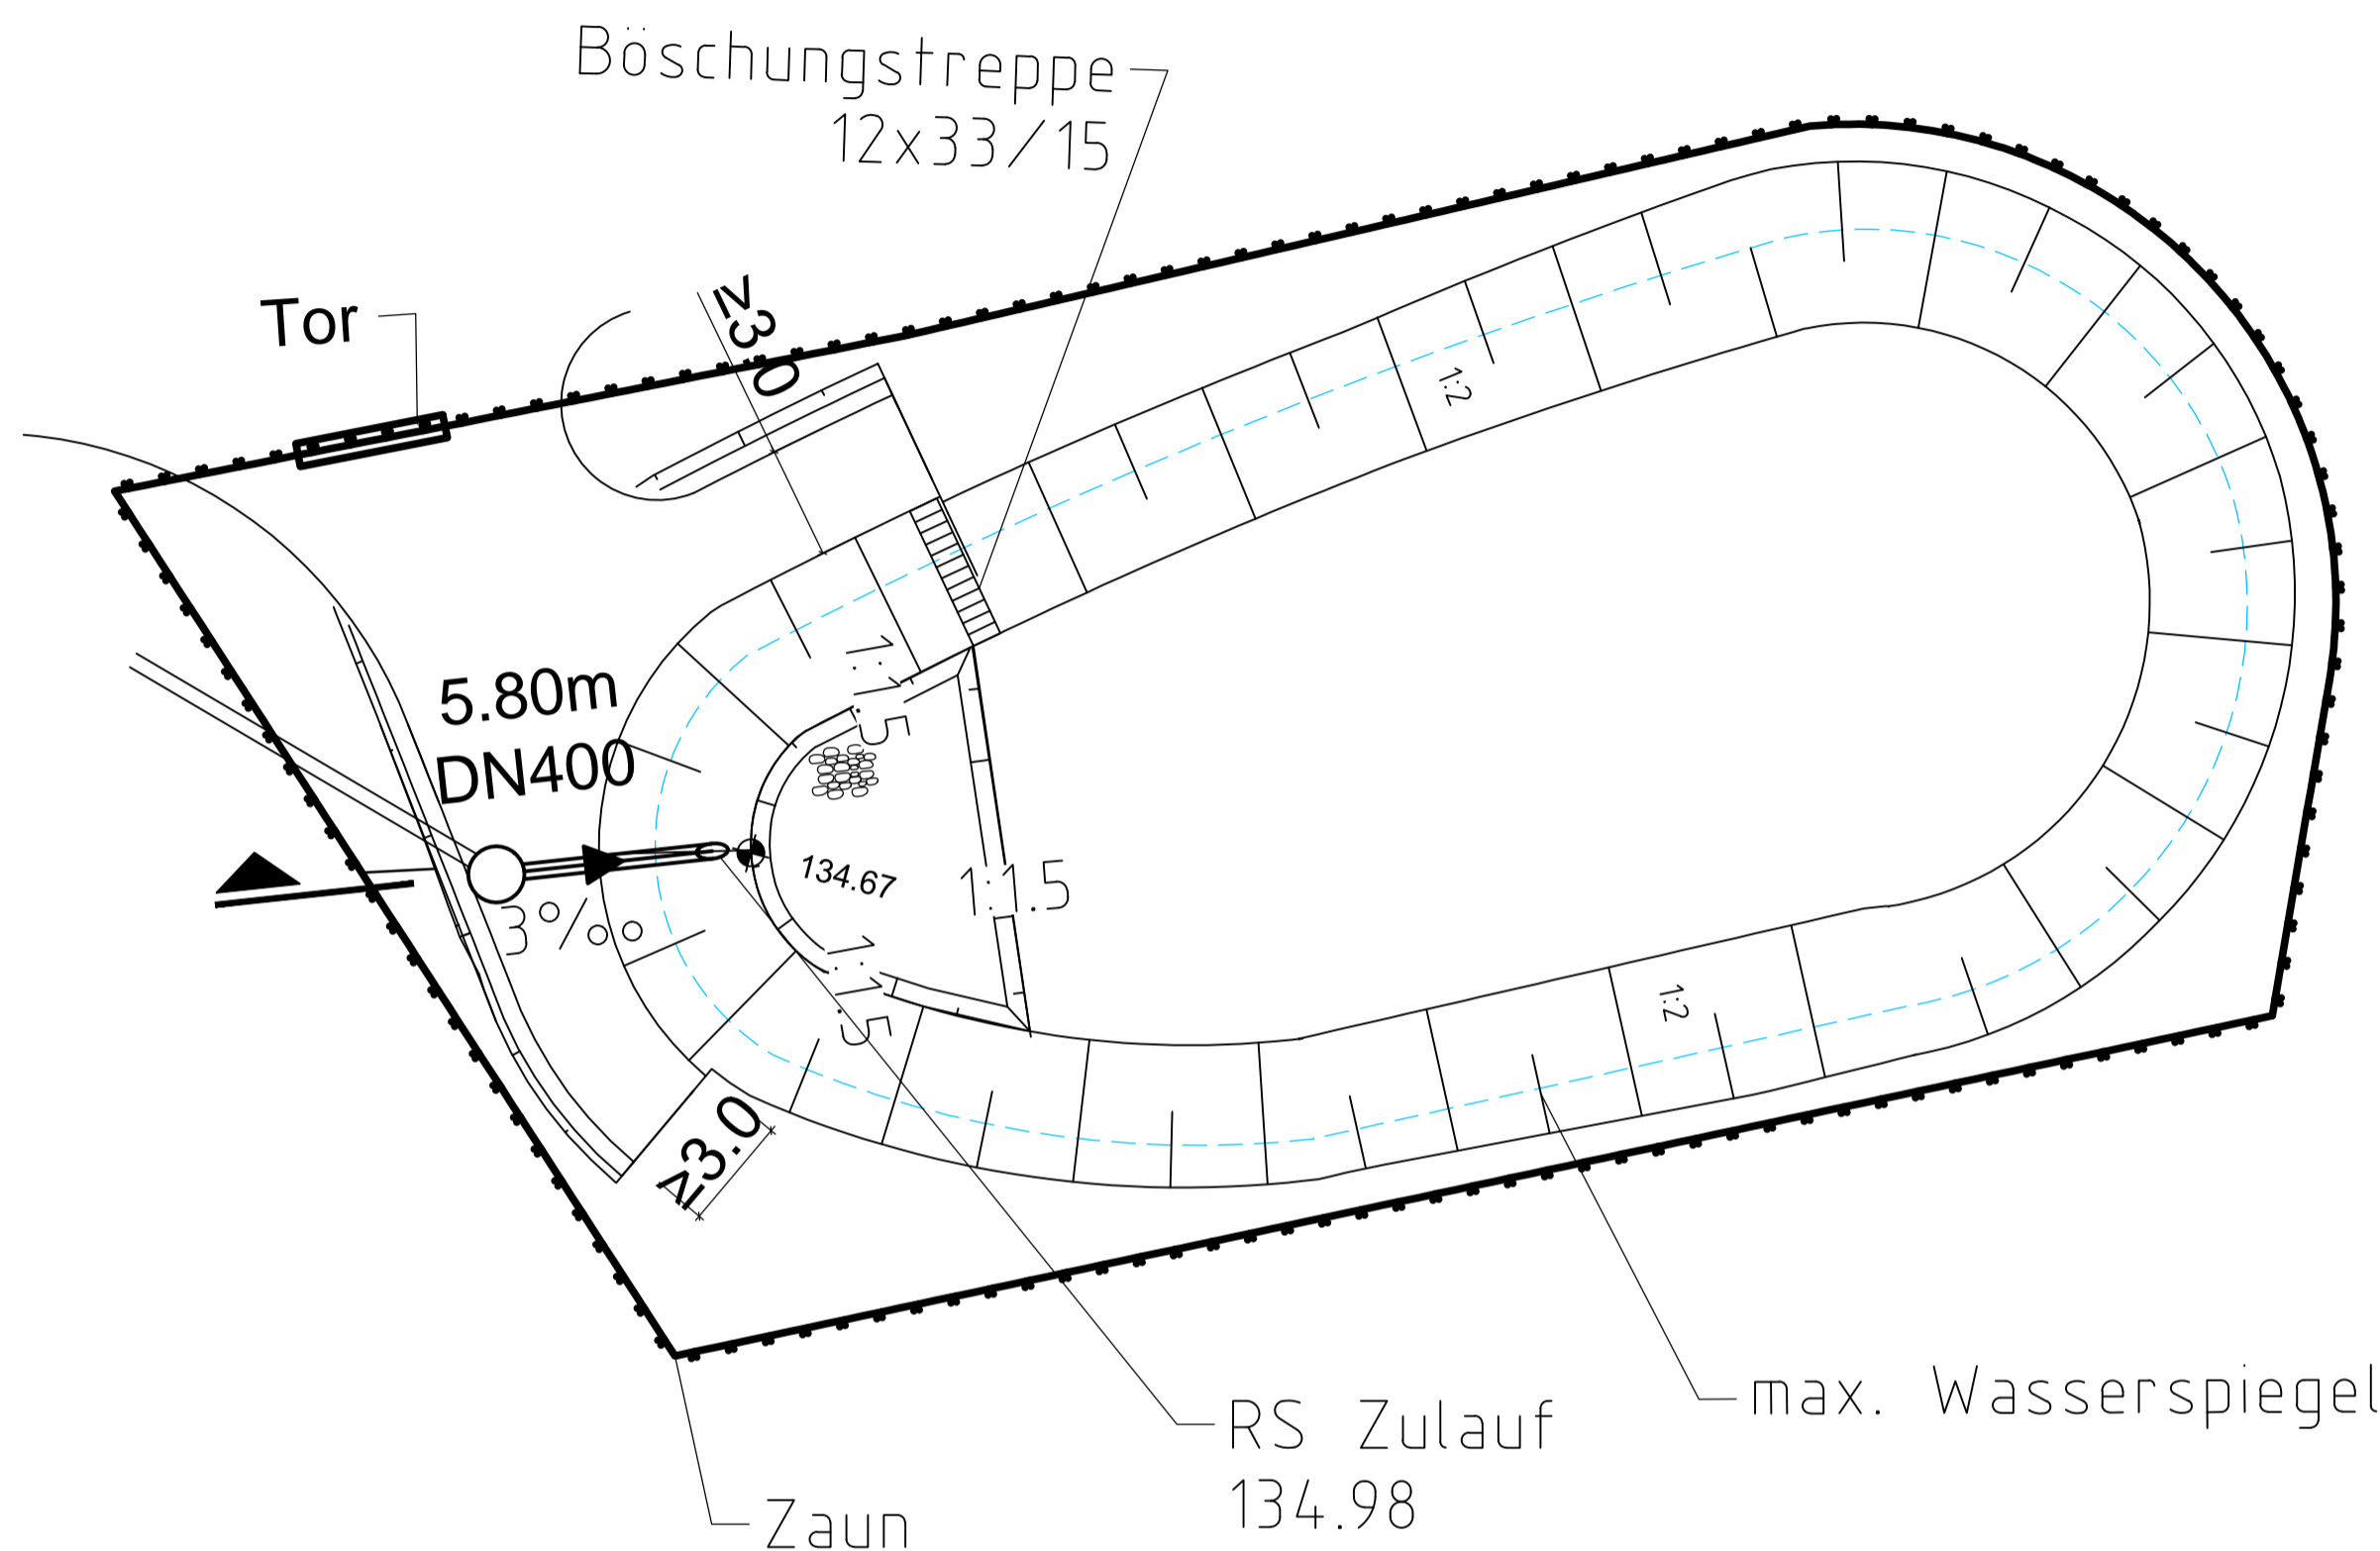 Böschungstreppe
12x33/15
Tor
≥3.0
1:2
5.80m
DN400
1:1.5
134.67
1:1.5
3%°
1:1.5
1:2
≥3.0
max. Wasserspiegel
RS Zulauf
134.98
Zaun